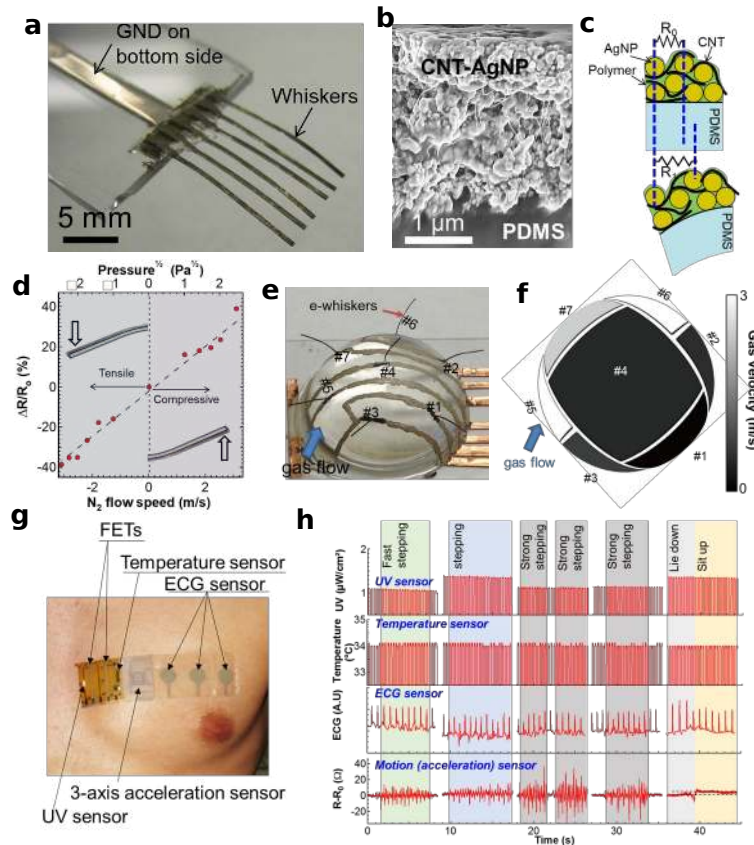 a
GND on
bottom side
Whiskers
5 mm
b
CNT-AgNP
1 μm
PDMS
c
R₀
AgNP
CNT
Polymer
PDMS
PDMS
d
Pressure½ (Pa½)
□2 □1 0 1 2
40
20
0
-20
-40
ΔR/R₀ (%)
Tensile
Compressive
-2 0 2
N₂ flow speed (m/s)
e
e-whiskers
#6
#7
#4
#2
#5
#3
#1
gas flow
f
#7
#6
#2
#4
#5
gas flow
#3
#1
3
Gas velocity (m/s)
0
g
FETs
Temperature sensor
ECG sensor
3-axis acceleration sensor
UV sensor
h
Fast
stepping
stepping
Strong
stepping
Strong
stepping
Strong
stepping
Lie down
Sit up
UV (μW/cm²)
2
1
UV sensor
Temperature
(°C)
35
34
33
Temperature sensor
ECG (A.U)
ECG sensor
R-R₀ (Ω)
Motion (acceleration) sensor
20
0
-20
0 10 20 30 40
Time (s)